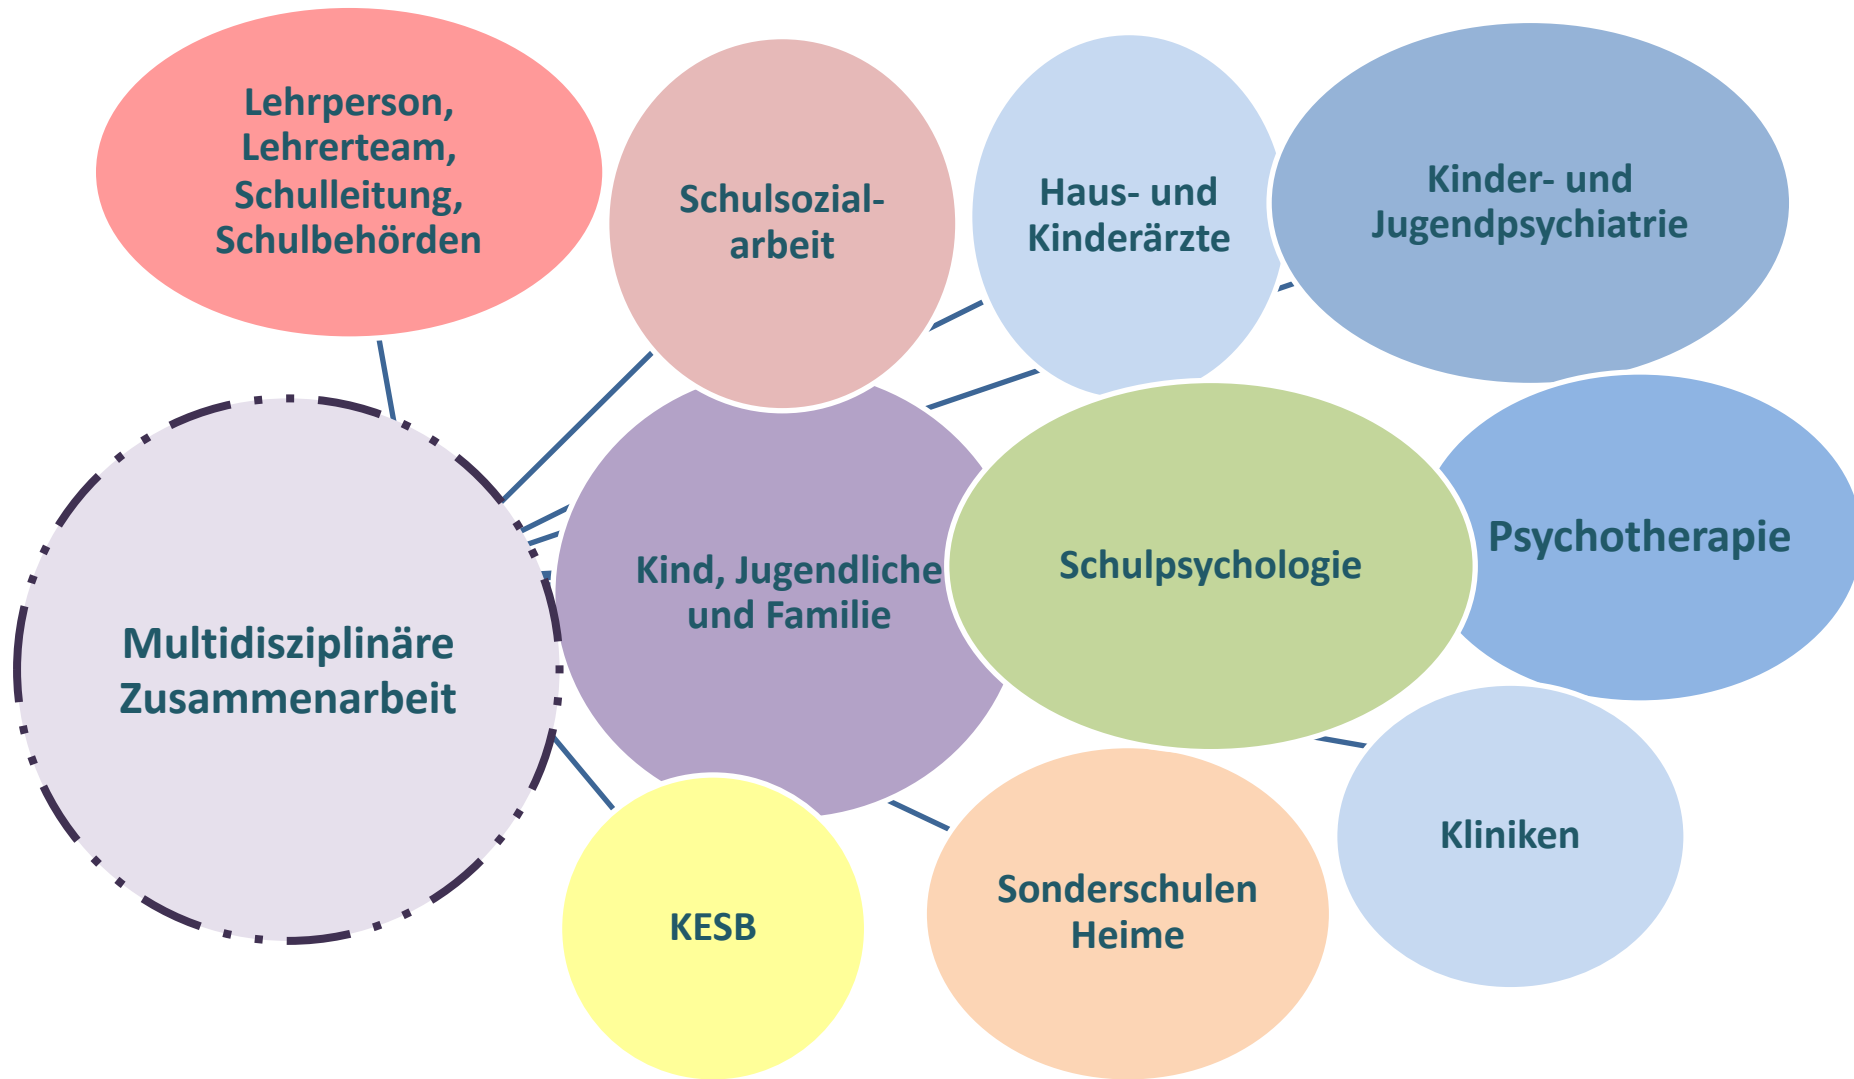 Lehrperson,
Lehrerteam,
Schulleitung,
Schulbehörden
Schulsozial-
arbeit
Haus- und
Kinderärzte
Kinder- und
Jugendpsychiatrie
Multidisziplinäre
Zusammenarbeit
Kind, Jugendliche
und Familie
Schulpsychologie
Psychotherapie
KESB
Sonderschulen
Heime
Kliniken